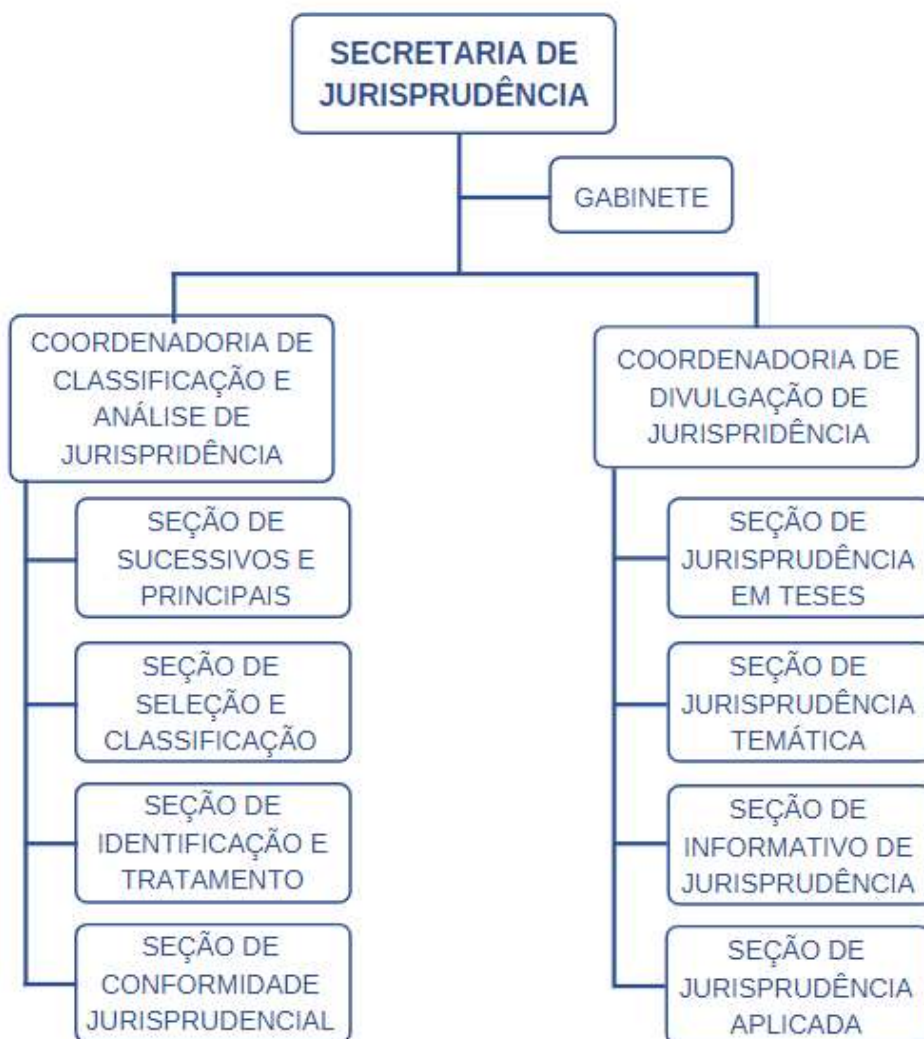 SECRETARIA DE
JURISPRUDÊNCIA
GABINETE
COORDENADORIA DE
CLASSIFICAÇÃO E
ANÁLISE DE
JURISPRIDÊNCIA
SEÇÃO DE
SUCESSIVOS E
PRINCIPAIS
SEÇÃO DE
SELEÇÃO E
CLASSIFICAÇÃO
SEÇÃO DE
IDENTIFICAÇÃO E
TRATAMENTO
SEÇÃO DE
CONFORMIDADE
JURISPRUDENCIAL
COORDENADORIA DE
DIVULGAÇÃO DE
JURISPRIDÊNCIA
SEÇÃO DE
JURISPRUDÊNCIA
EM TESES
SEÇÃO DE
JURISPRUDÊNCIA
TEMÁTICA
SEÇÃO DE
INFORMATIVO DE
JURISPRUDÊNCIA
SEÇÃO DE
JURISPRUDÊNCIA
APLICADA